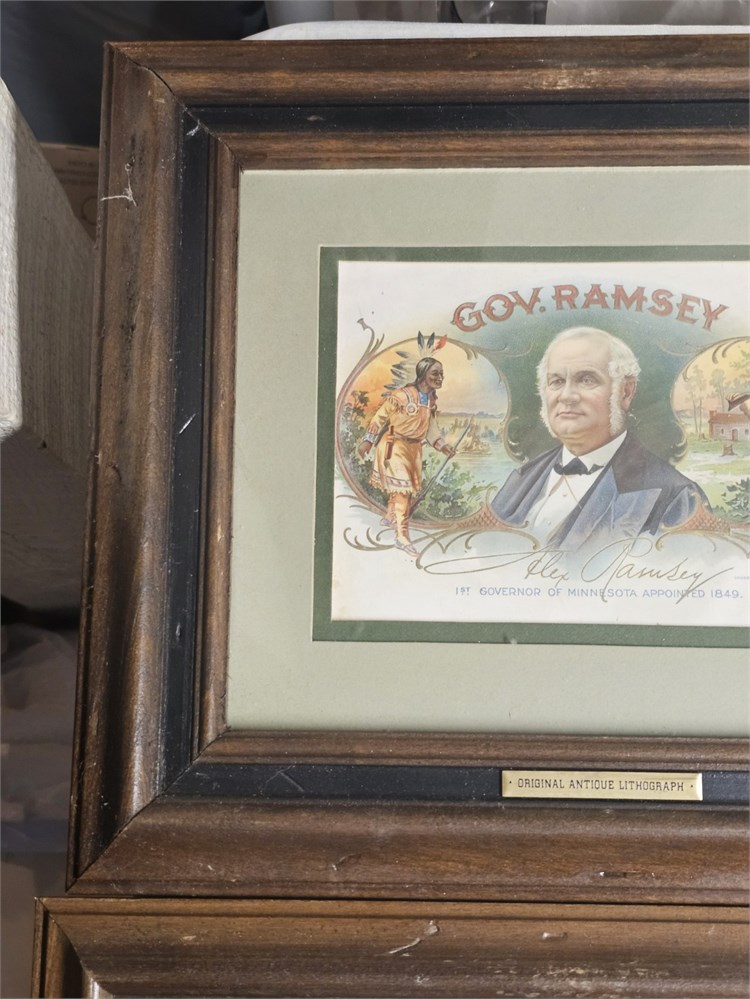 GOV. RAMSEY
Alex Ramsey
1ST GOVERNOR OF MINNESOTA APPOINTED 1849.
· ORIGINAL ANTIQUE LITHOGRAPH ·